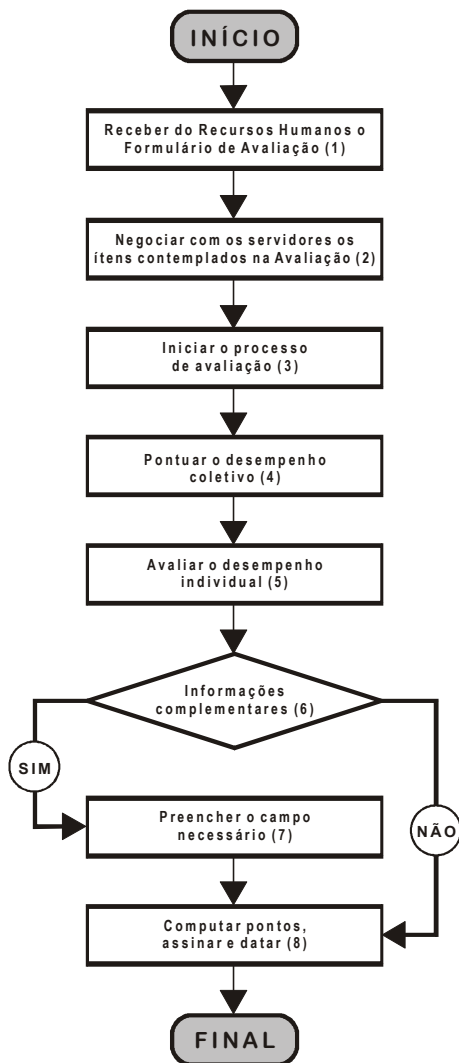 INÍCIO
Receber do Recursos Humanos o
Formulário de Avaliação (1)
Negociar com os servidores os
ítens contemplados na Avaliação (2)
Iniciar o processo
de avaliação (3)
Pontuar o desempenho
coletivo (4)
Avaliar o desempenho
individual (5)
Informações
complementares (6)
SIM
Preencher o campo
necessário (7)
NÃO
Computar pontos,
assinar e datar (8)
FINAL